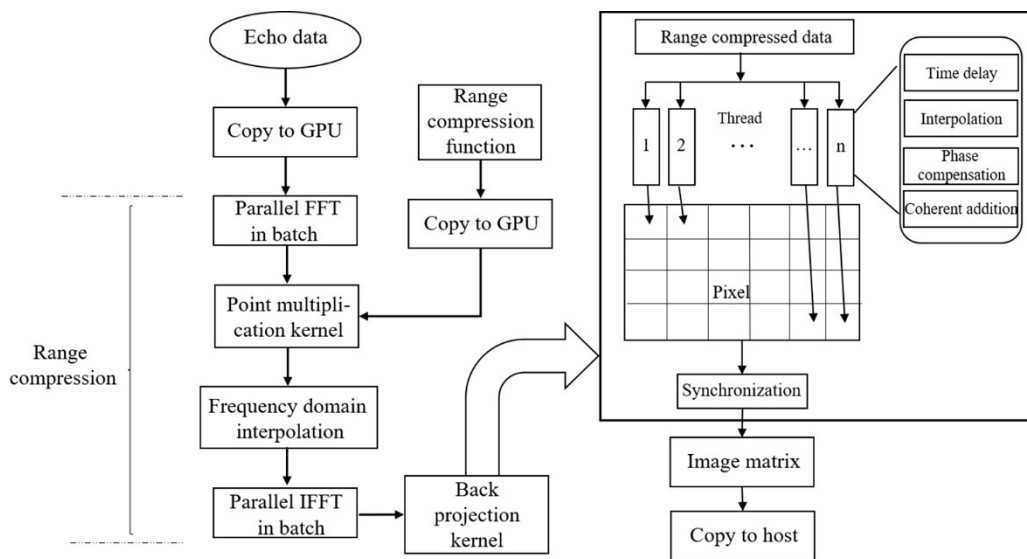 Echo data
Copy to GPU
Range
compression
function
Copy to GPU
Parallel FFT
in batch
Point multipli-
cation kernel
Frequency domain
interpolation
Parallel IFFT
in batch
Range
compression
Back
projection
kernel
Range compressed data
Thread
1
2
...
...
n
Time delay
Interpolation
Phase
compensation
Coherent addition
Pixel
Synchronization
Image matrix
Copy to host